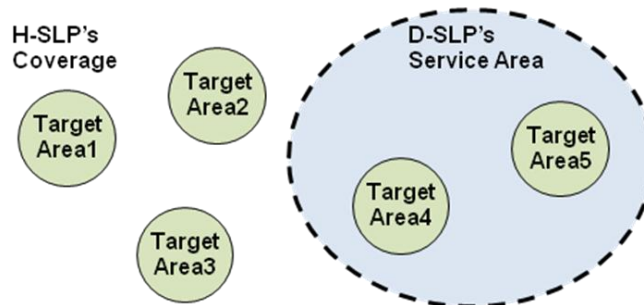 H-SLP's
Coverage
D-SLP's
Service Area
Target
Area1
Target
Area2
Target
Area3
Target
Area4
Target
Area5